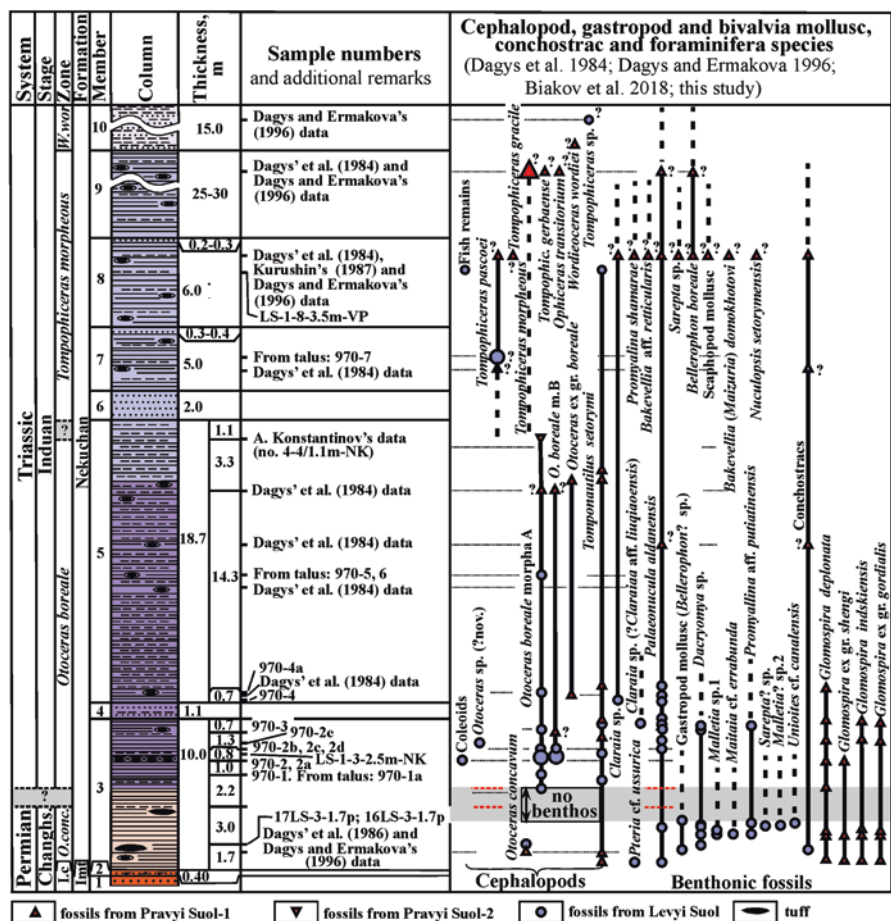 System
Stage
Zone
Formation
Member
Column
Thickness, m
Sample numbers
and additional remarks
Cephalopod, gastropod and bivalvia mollusc,
conchostrac and foraminifera species
(Dagys et al. 1984; Dagys and Ermakova 1996;
Biakov et al. 2018; this study)
Triassic
Permian
Induan
Changhs.
W.wor
Tompophiceras morpheous
?
Otoceras boreale
?
O.conc.
Nekuchan
Imt
10
9
8
7
6
5
4
3
2
1
15.0
25-30
0.2-0.3
6.0
0.3-0.4
5.0
2.0
1.1
3.3
18.7
14.3
0.7
1.1
0.7
1.3
0.8
1.0
10.0
2.2
3.0
1.7
0.40
Dagys and Ermakova's
(1996) data
Dagys' et al. (1984) and
Dagys and Ermakova's
(1996) data
Dagys' et al. (1984),
Kurushin's (1987) and
Dagys and Ermakova's
(1996) data
LS-1-8-3.5m-VP
From talus: 970-7
Dagys' et al. (1984) data
A. Konstantinov's data
(no. 4-4/1.1m-NK)
Dagys' et al. (1984) data
Dagys' et al. (1984) data
From talus: 970-5, 6
Dagys' et al. (1984) data
970-4a
Dagys' et al. (1984) data
970-4
970-3
970-2e
970-2b, 2c, 2d
LS-1-3-2.5m-NK
970-2, 2a
970-1. From talus: 970-1a
17LS-3-1.7p; 16LS-3-1.7p
Dagys' et al. (1986) and
Dagys and Ermakova's
(1996) data
Fish remains
Coleoids
Otoceras sp. (?nov.)
Tompophiceras pascoei
Tompophiceras gracile
Tompophiceras morpheous
Otoceras concavum
Otoceras boreale morpha A
Tompophic. gerbaense
O. boreale m.B
Ophiceras transitorium
Otoceras ex gr. boreale
Wordieoceras wordiei
Tompophiceras sp.
Tomponautilus setorymi
Claraia sp.
Promyalina shamarae
Bakevellia aff. reticularis
Claraia sp. (?Claraiaa aff. liuqiaoensis)
Pteria cf. ussurica
Palaeonucula aldanensis
Sarepta sp.
Gastropod mollusc (Bellerophon? sp.)
Bellerophon boreale
Dacryomya sp.
Scaphopod mollusc
Malletia sp.1
Bakevellia (Maizuria) domokhotovi
Maitaia cf. errabunda
Nuculopsis setorymensis
Promyallina aff. putiatinensis
Sarepta? sp.
Malletia? sp.2
Unioites cf. canalensis
Conchostracs
Glomospira deplonata
Glomospira ex gr. shengi
Glomospira indskiensis
Glomospira ex gr. gordialis
no
benthos
Cephalopods
Benthonic fossils
fossils from Pravyi Suol-1
fossils from Pravyi Suol-2
fossils from Levyi Suol
tuff